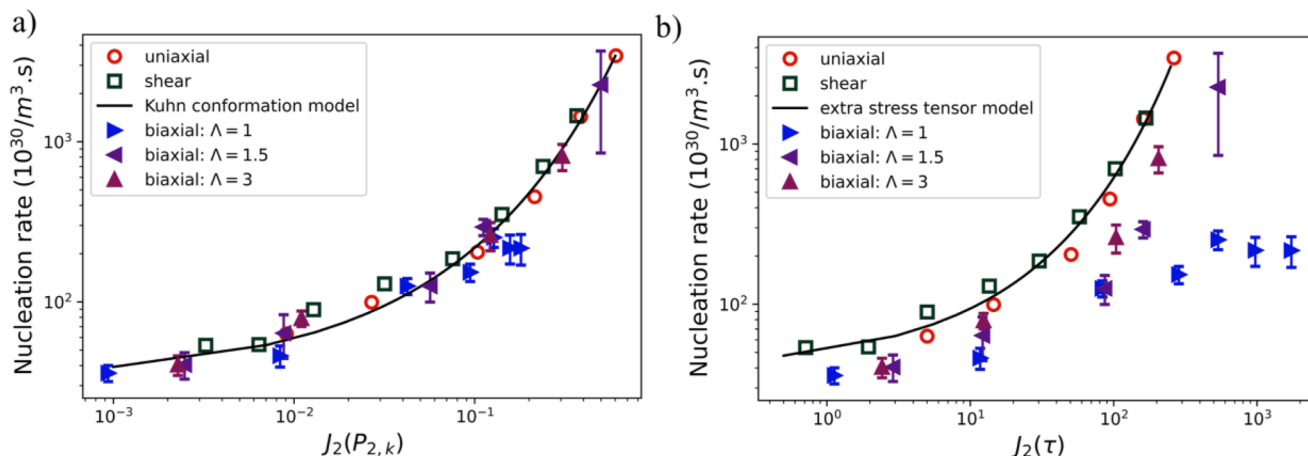 a)
Nucleation rate (10^30/m^3.s)
10^3
10^2
uniaxial
shear
Kuhn conformation model
biaxial: Λ = 1
biaxial: Λ = 1.5
biaxial: Λ = 3
10^−3
10^−2
10^−1
J_2(P_2,k)
b)
Nucleation rate (10^30/m^3.s)
10^3
10^2
uniaxial
shear
extra stress tensor model
biaxial: Λ = 1
biaxial: Λ = 1.5
biaxial: Λ = 3
10^0
10^1
10^2
10^3
J_2(τ)